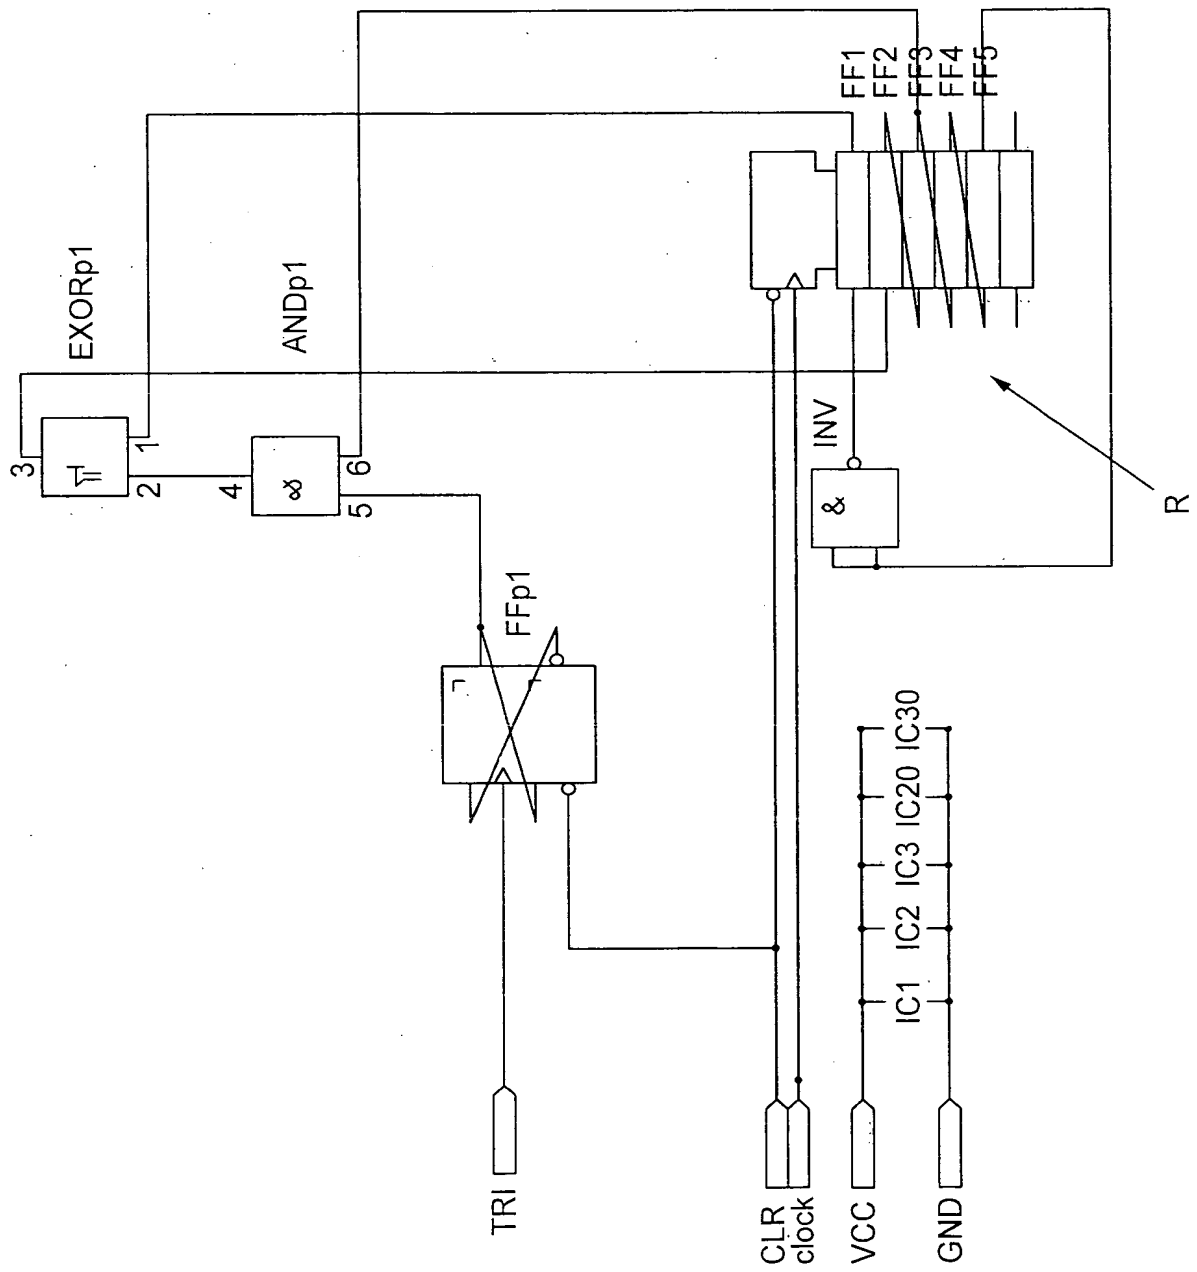 EXORp1
3
1
2
ANDp1
4
6
5
&
FFp1
FF1
FF2
FF3
FF4
FF5
INV
&
R
TRI
CLR
clock
VCC
GND
IC1
IC2
IC3
IC20
IC30